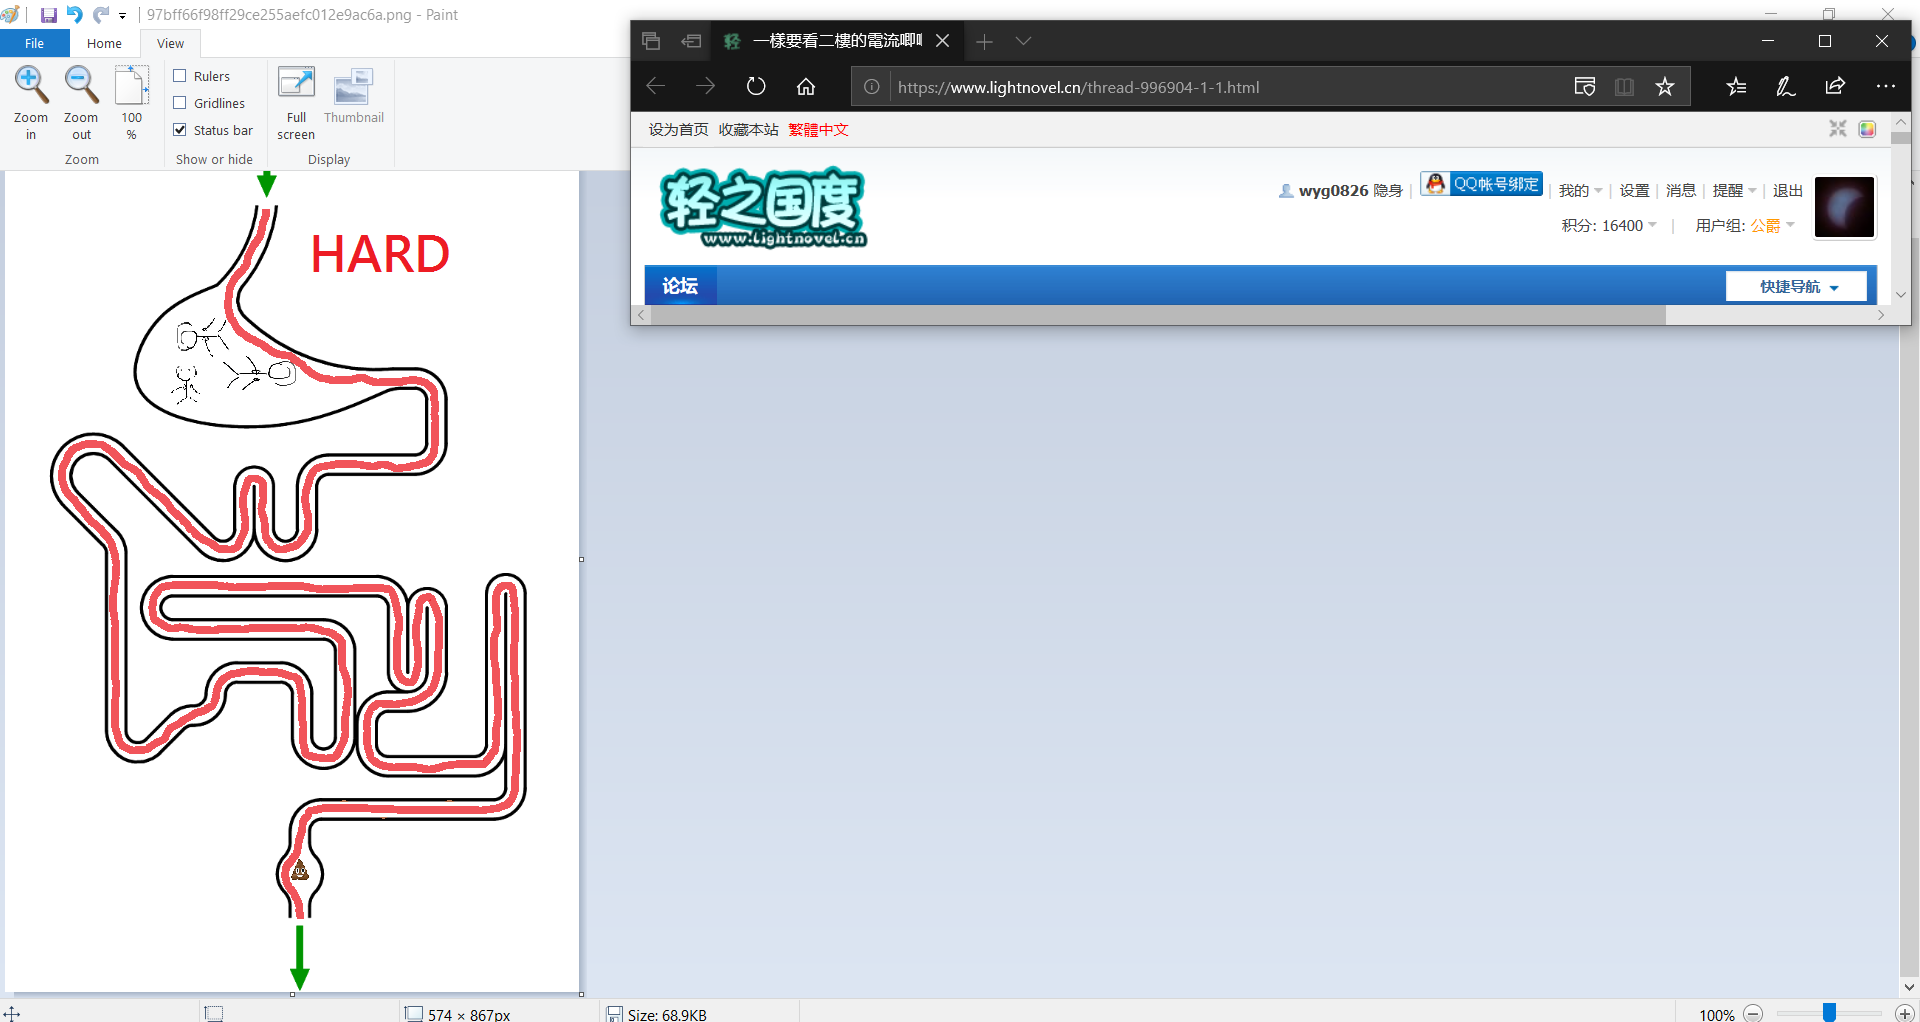 97bff66f98ff29ce255aefc012e9ac6a.png - Paint
File Home View
Zoom in
Zoom out
100 %
Zoom
Rulers
Gridlines
Status bar
Show or hide
Full screen
Thumbnail
Display
HARD
574 × 867px
Size: 68.9KB
100%
一樣要看二樓的電流唧
https://www.lightnovel.cn/thread-996904-1-1.html
设为首页 收藏本站 繁體中文
轻之国度
www.lightnovel.cn
wyg0826 隐身 | QQ帐号绑定 | 我的 | 设置 | 消息 | 提醒 | 退出
积分: 16400 | 用户组: 公爵
论坛
快捷导航